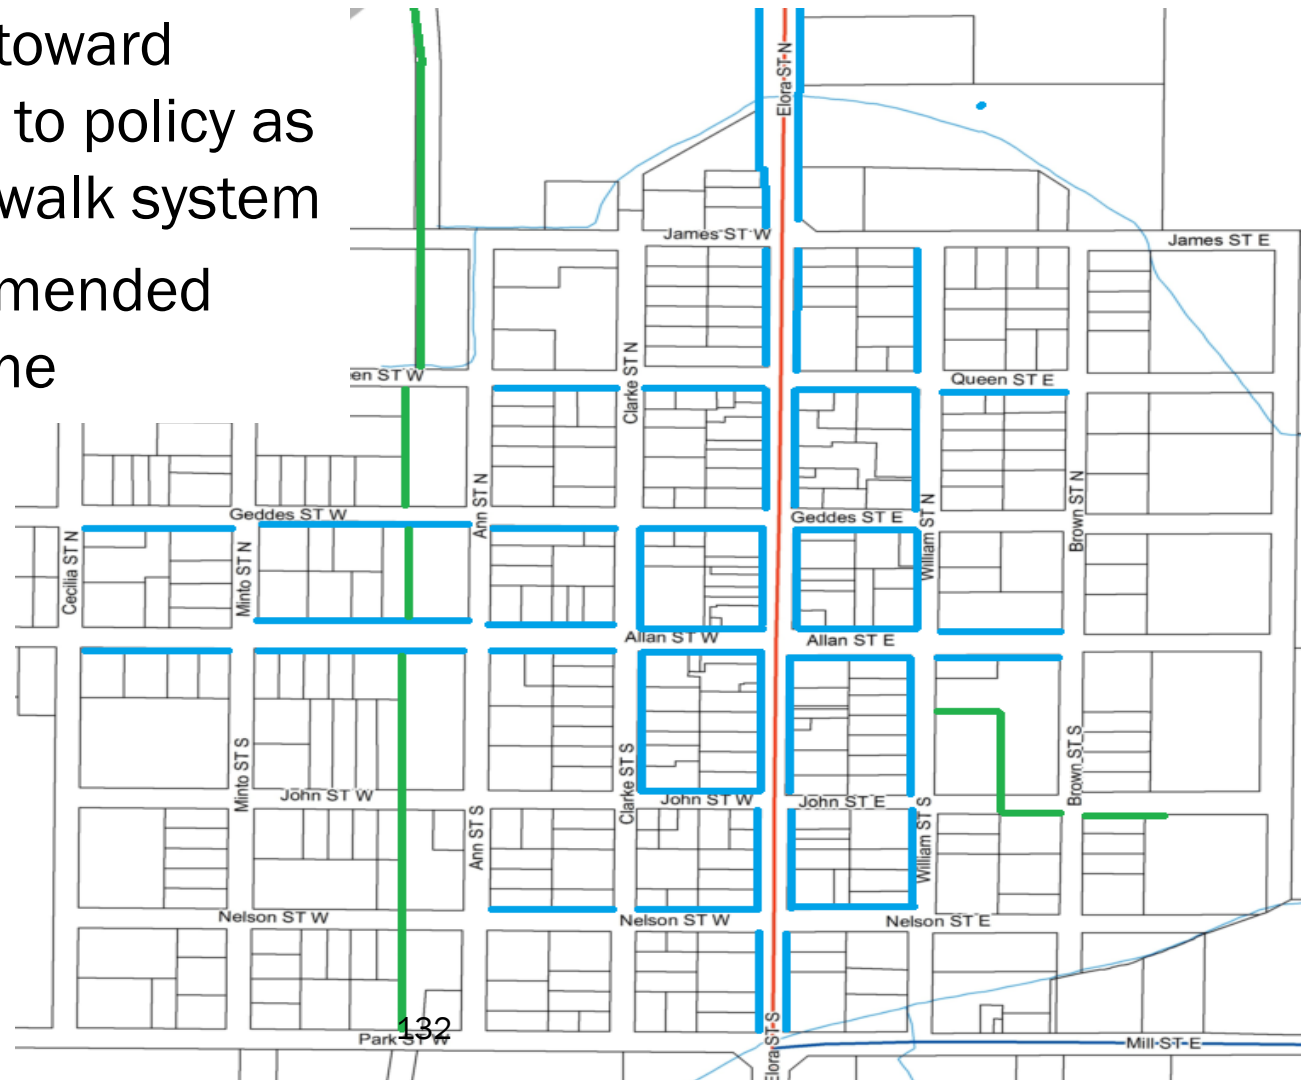 toward
to policy as
walk system
mended
ne
Elora ST N
James ST W
James ST E
en ST W
Clarke ST N
Queen ST E
Ann ST N
Geddes ST W
Geddes ST E
William ST N
Brown ST N
Cecilia ST N
Minto ST N
Allan ST W
Allan ST E
Minto ST S
Clarke ST S
Brown ST S
John ST W
John ST W
John ST E
Ann ST S
William ST S
Nelson ST W
Nelson ST W
Nelson ST E
132
Park ST W
Elora ST S
Mill ST E